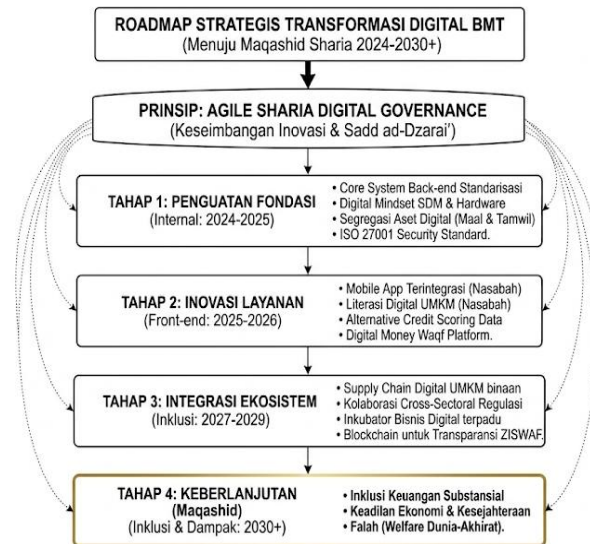 ROADMAP STRATEGIS TRANSFORMASI DIGITAL BMT
(Menuju Maqashid Sharia 2024-2030+)
PRINSIP: AGILE SHARIA DIGITAL GOVERNANCE
(Keseimbangan Inovasi & Sadd ad-Dzarai’)
TAHAP 1: PENGUATAN FONDASI
(Internal: 2024-2025)
• Core System Back-end Standarisasi
• Digital Mindset SDM & Hardware
• Segregasi Aset Digital (Maal & Tamwil)
• ISO 27001 Security Standard.
TAHAP 2: INOVASI LAYANAN
(Front-end: 2025-2026)
• Mobile App Terintegrasi (Nasabah)
• Literasi Digital UMKM (Nasabah)
• Alternative Credit Scoring Data
• Digital Money Waqf Platform.
TAHAP 3: INTEGRASI EKOSISTEM
(Inklusi: 2027-2029)
• Supply Chain Digital UMKM binaan
• Kolaborasi Cross-Sectoral Regulasi
• Inkubator Bisnis Digital terpadu
• Blockchain untuk Transparansi ZISWAF.
TAHAP 4: KEBERLANJUTAN
(Maqashid)
(Inklusi & Dampak: 2030+)
• Inklusi Keuangan Substansial
• Keadilan Ekonomi & Kesejahteraan
• Falah (Welfare Dunia-Akhirat).